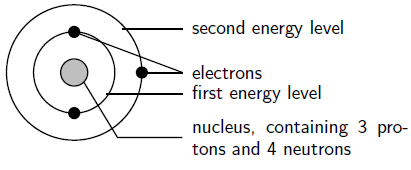 second energy level
electrons
first energy level
nucleus, containing 3 pro-
tons and 4 neutrons